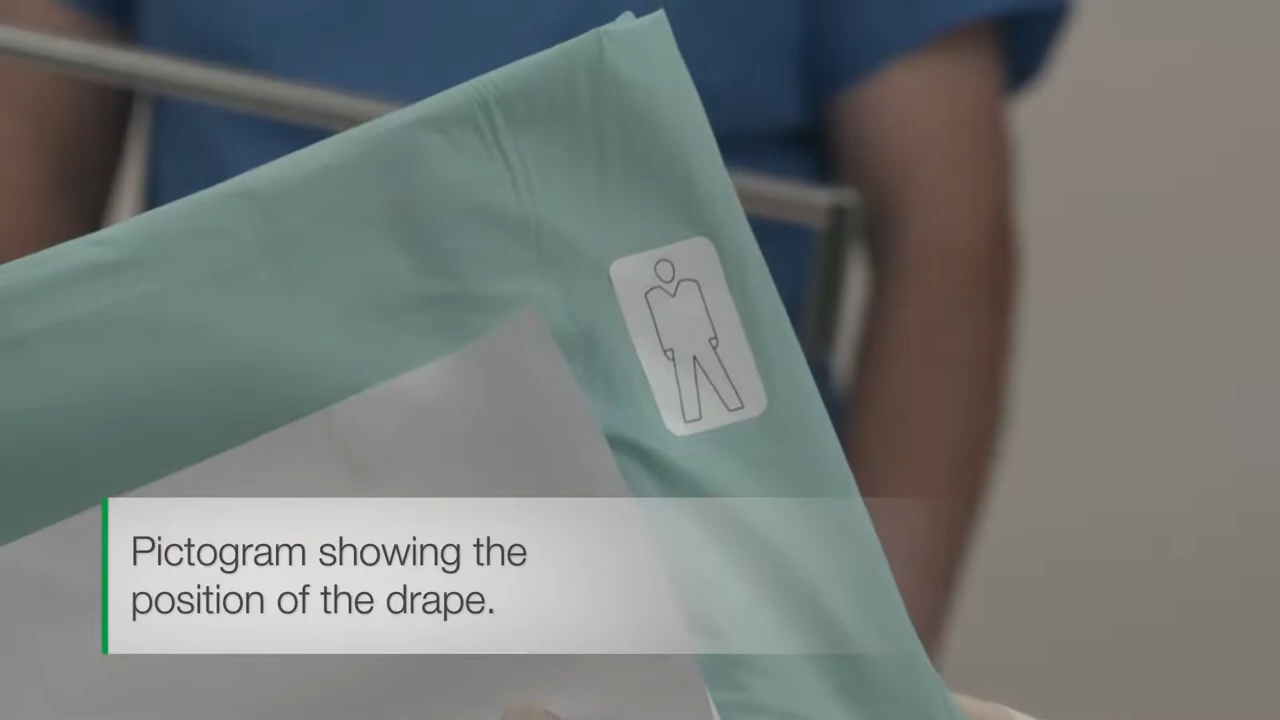 Pictogram showing the
position of the drape.